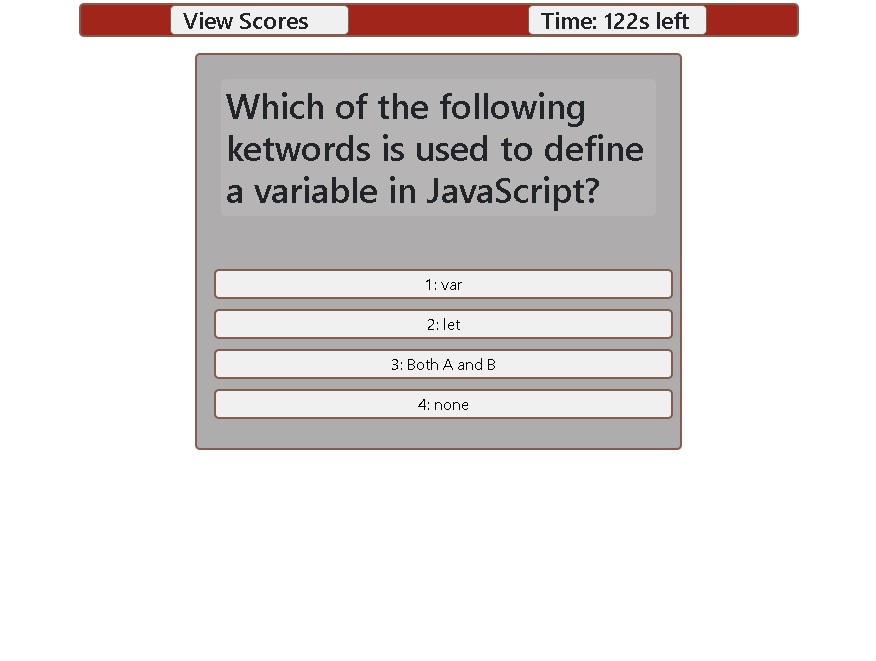 View Scores
Time: 122s left
Which of the following
ketwords is used to define
a variable in JavaScript?
1: var
2: let
3: Both A and B
4: none